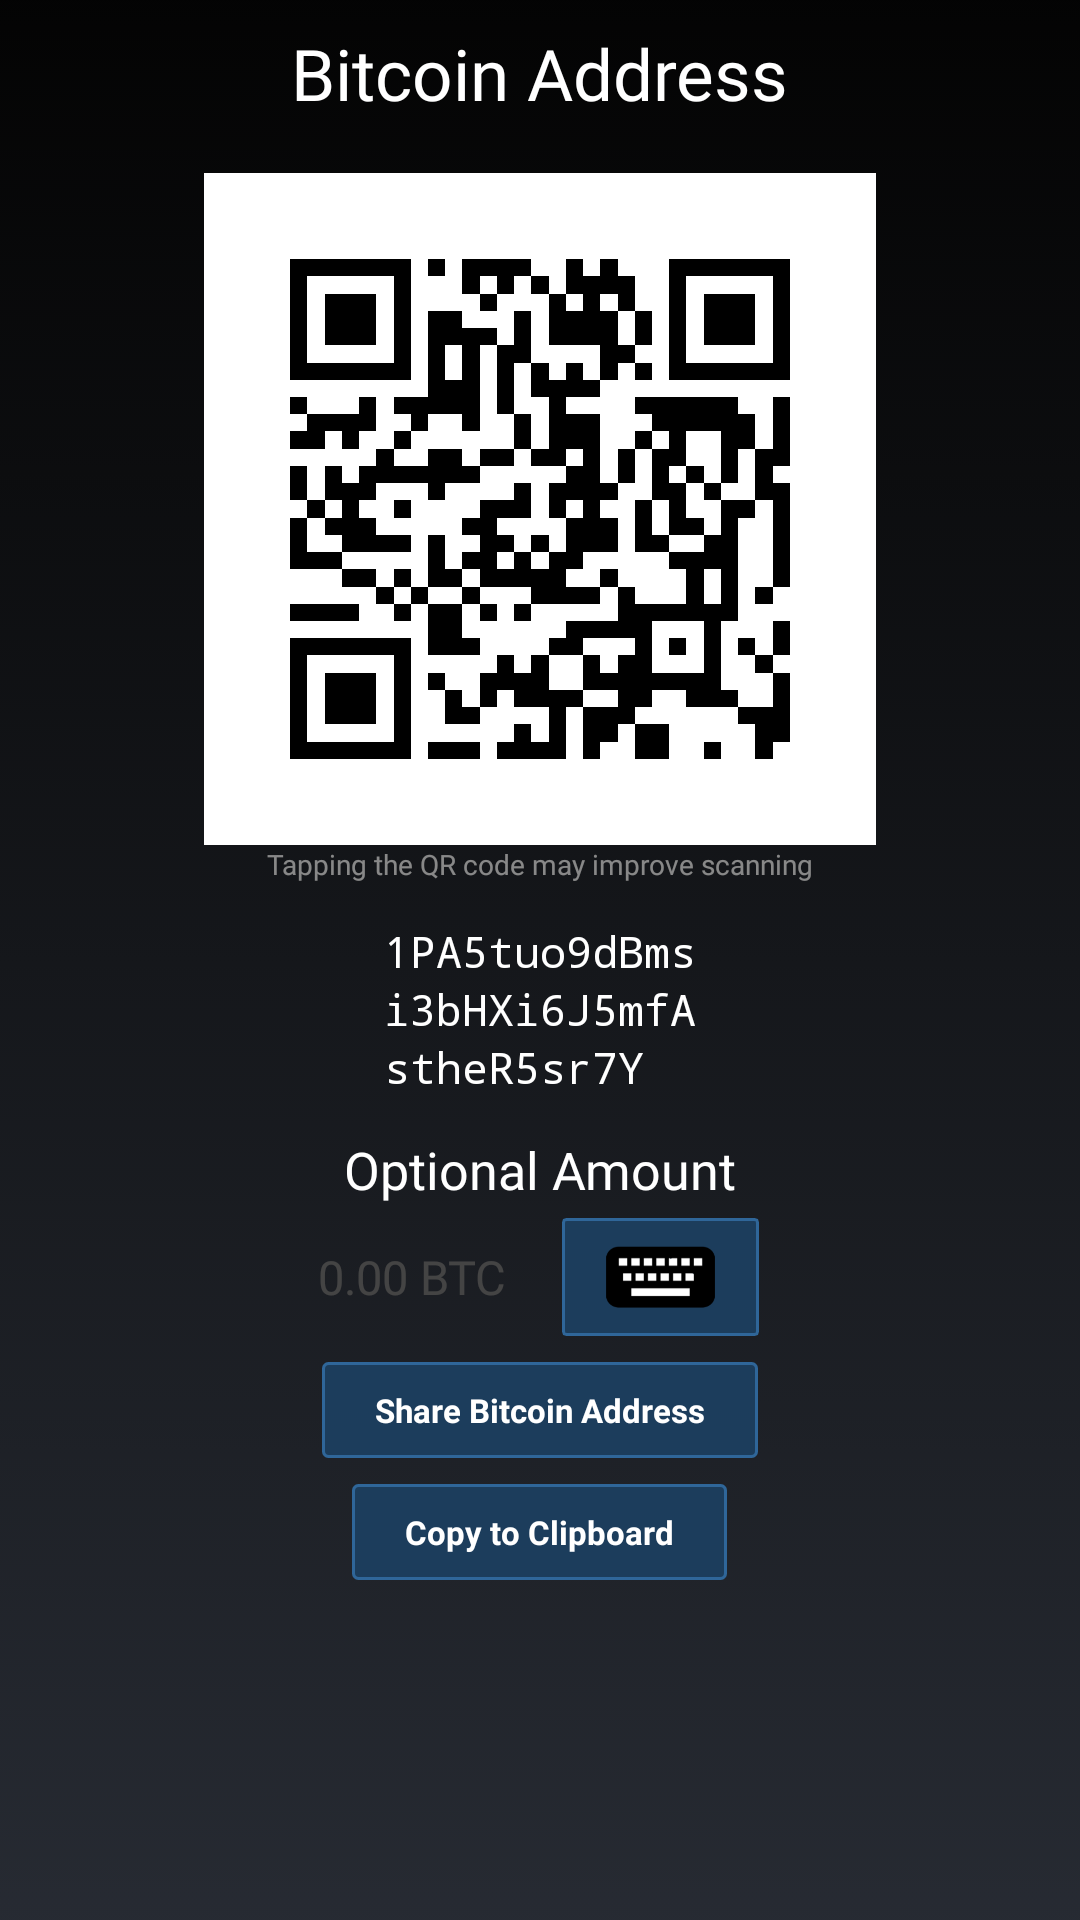 Bitcoin Address
Tapping the QR code may improve scanning
1PA5tuo9dBms
i3bHXi6J5mfA
stheR5sr7Y
Optional Amount
0.00 BTC
Share Bitcoin Address
Copy to Clipboard